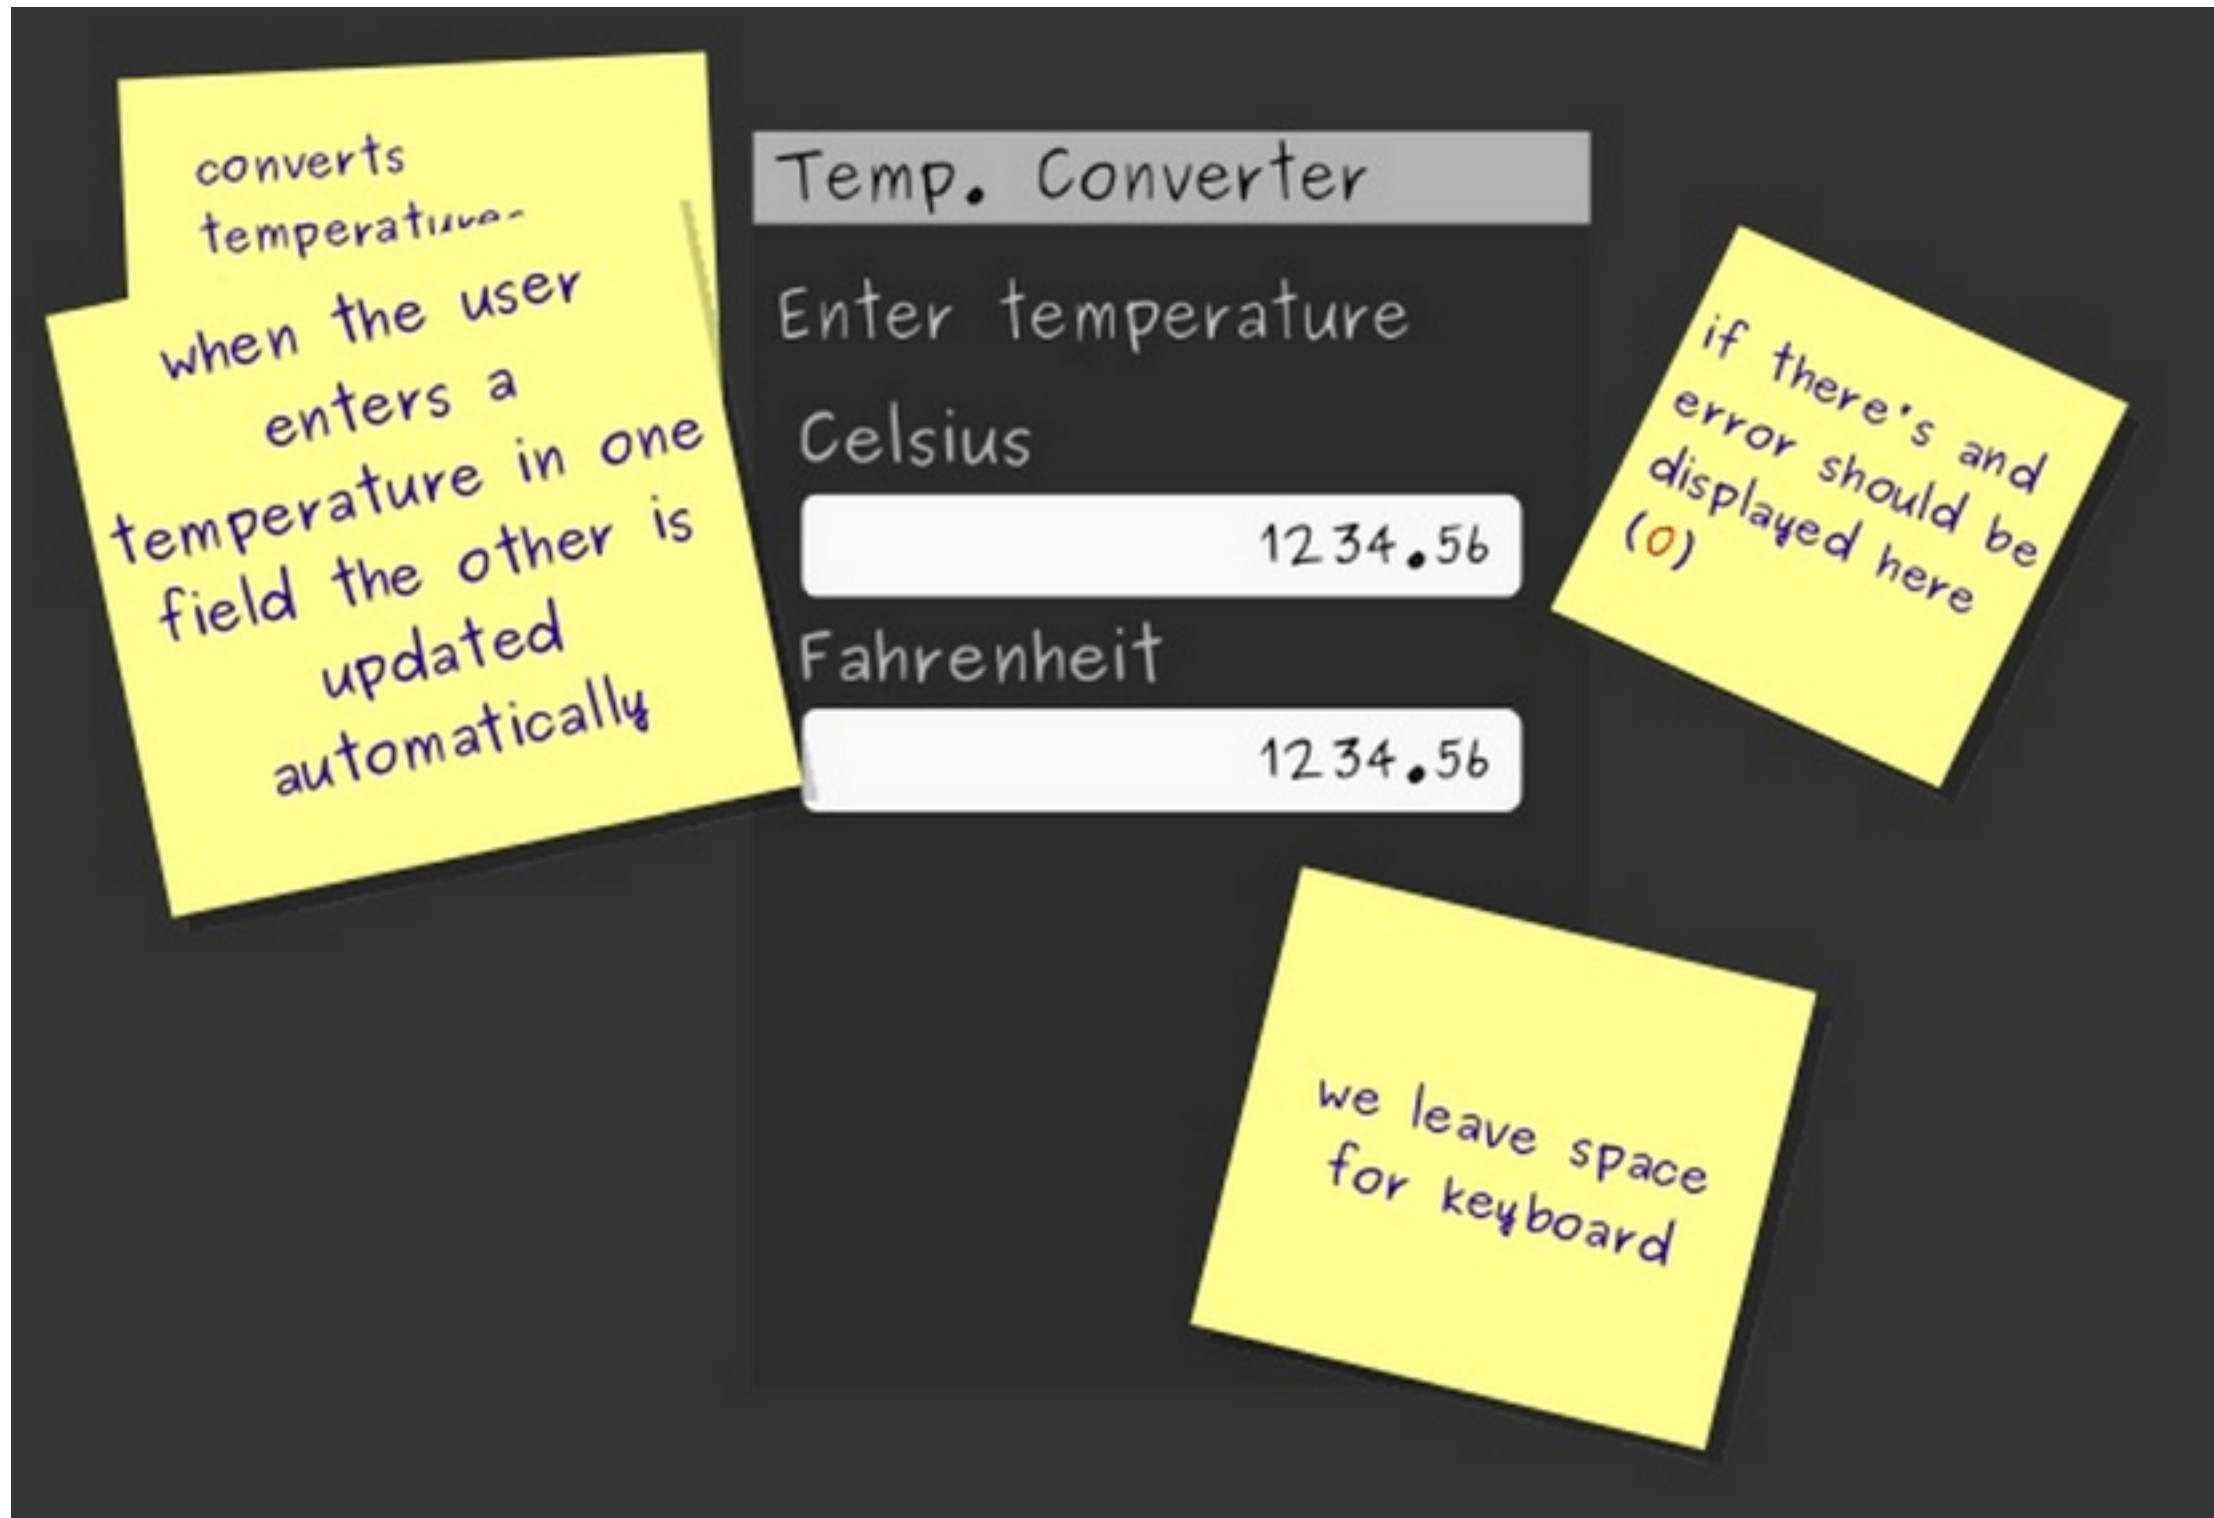 converts
when the user
enters a
temperature in one
field the other is
updated
automatically
Temp. Converter
Enter temperature
Celsius
1234.56
Fahrenheit
1234.56
if there's and
error should be
displayed here
(O)
we leave space
for keyboard